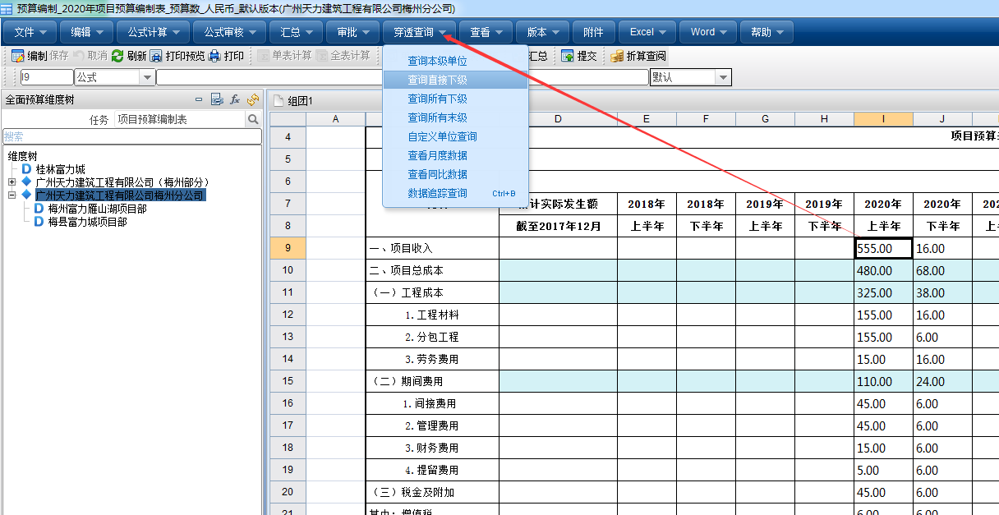 预算编制_2020年项目预算编制表_预算数_人民币_默认版本(广州天力建筑工程有限公司梅州分公司)
文件 编辑 公式计算 公式审核 汇总 审批 穿透查询 查看 版本 附件 Excel Word 帮助
编制 保存 取消 刷新 打印预览 打印 单表计算 全表计算 汇总 提交 折算查阅
I9 公式 默认
查询本级单位
查询直接下级
查询所有下级
查询所有末级
自定义单位查询
查看月度数据
查看同比数据
数据追踪查询 Ctrl+B
全面预算维度树
任务 项目预算编制表
搜索
维度树
桂林富力城
广州天力建筑工程有限公司（梅州部分）
广州天力建筑工程有限公司梅州分公司
梅州富力雁山湖项目部
梅县富力城项目部
组团1
A D E F G H I J
4 项目预算
5
6
7 计实际发生额 2018年 2018年 2019年 2019年 2020年 2020年
8 截至2017年12月 上半年 下半年 上半年 下半年 上半年 下半年
9 一、项目收入 555.00 16.00
10 二、项目总成本 480.00 68.00
11 （一）工程成本 325.00 38.00
12 1.工程材料 155.00 16.00
13 2.分包工程 155.00 6.00
14 3.劳务费用 15.00 16.00
15 （二）期间费用 110.00 24.00
16 1.间接费用 45.00 6.00
17 2.管理费用 45.00 6.00
18 3.财务费用 15.00 6.00
19 4.提留费用 5.00 6.00
20 （三）税金及附加 45.00 6.00
21 其中：增值税 6.00 6.00